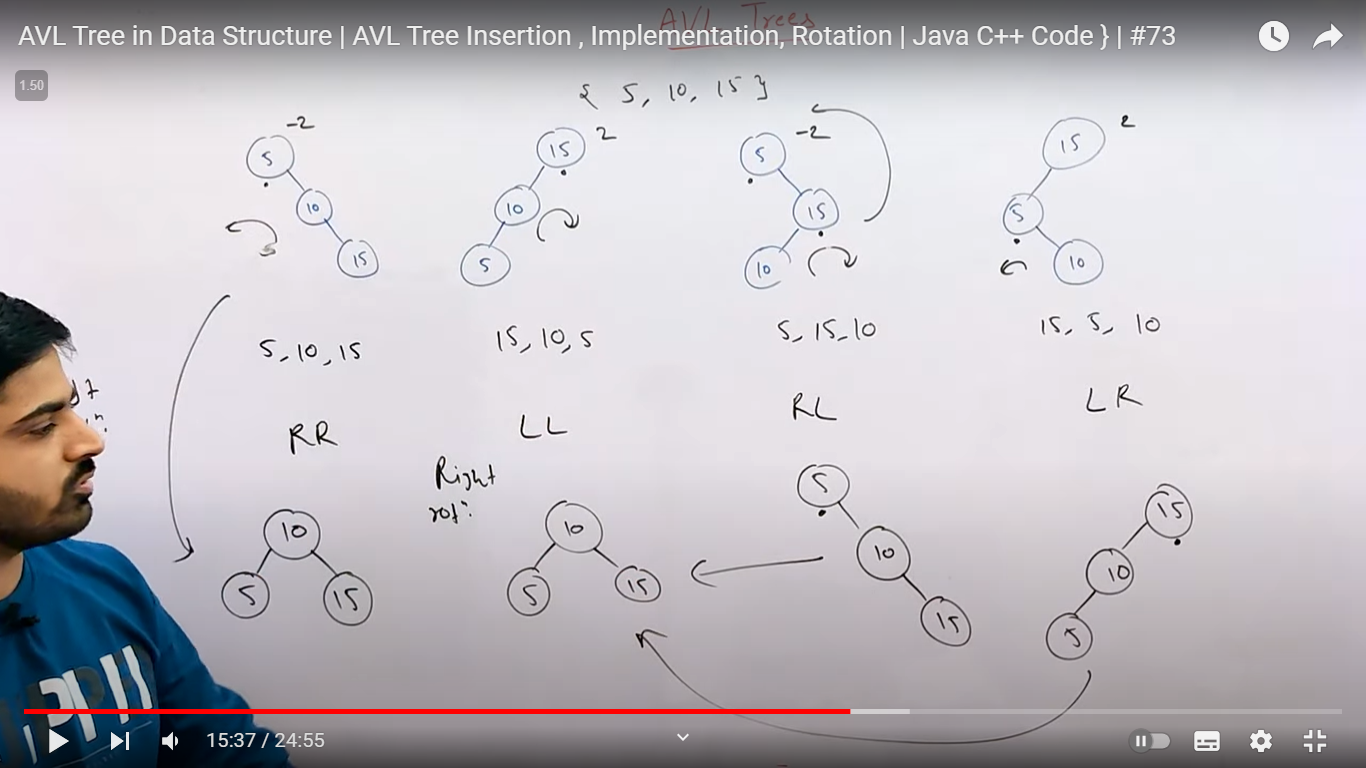 AVL Trees
AVL Tree in Data Structure | AVL Tree Insertion , Implementation, Rotation | Java C++ Code } | #73
1.50
{ 5, 10, 15 }
-2
5
10
15
2
15
10
5
-2
5
15
10
2
15
5
10
5, 10, 15
15, 10, 5
5, 15, 10
15, 5, 10
RR
LL
RL
LR
Right
rotn:
10
5
15
10
5
15
5
10
15
15
10
5
15:37 / 24:55